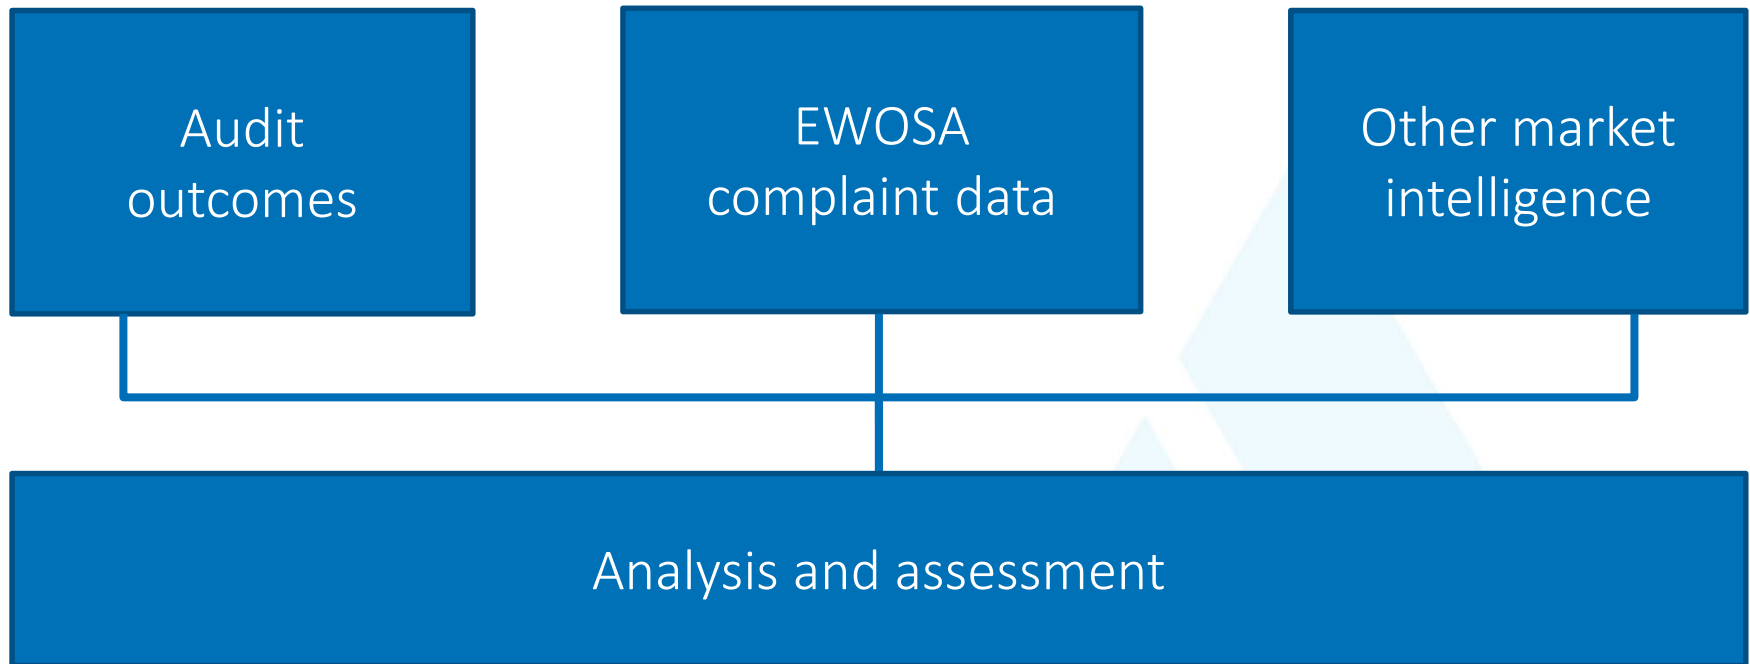 Audit
outcomes
EWOSA
complaint data
Other market
intelligence
Analysis and assessment